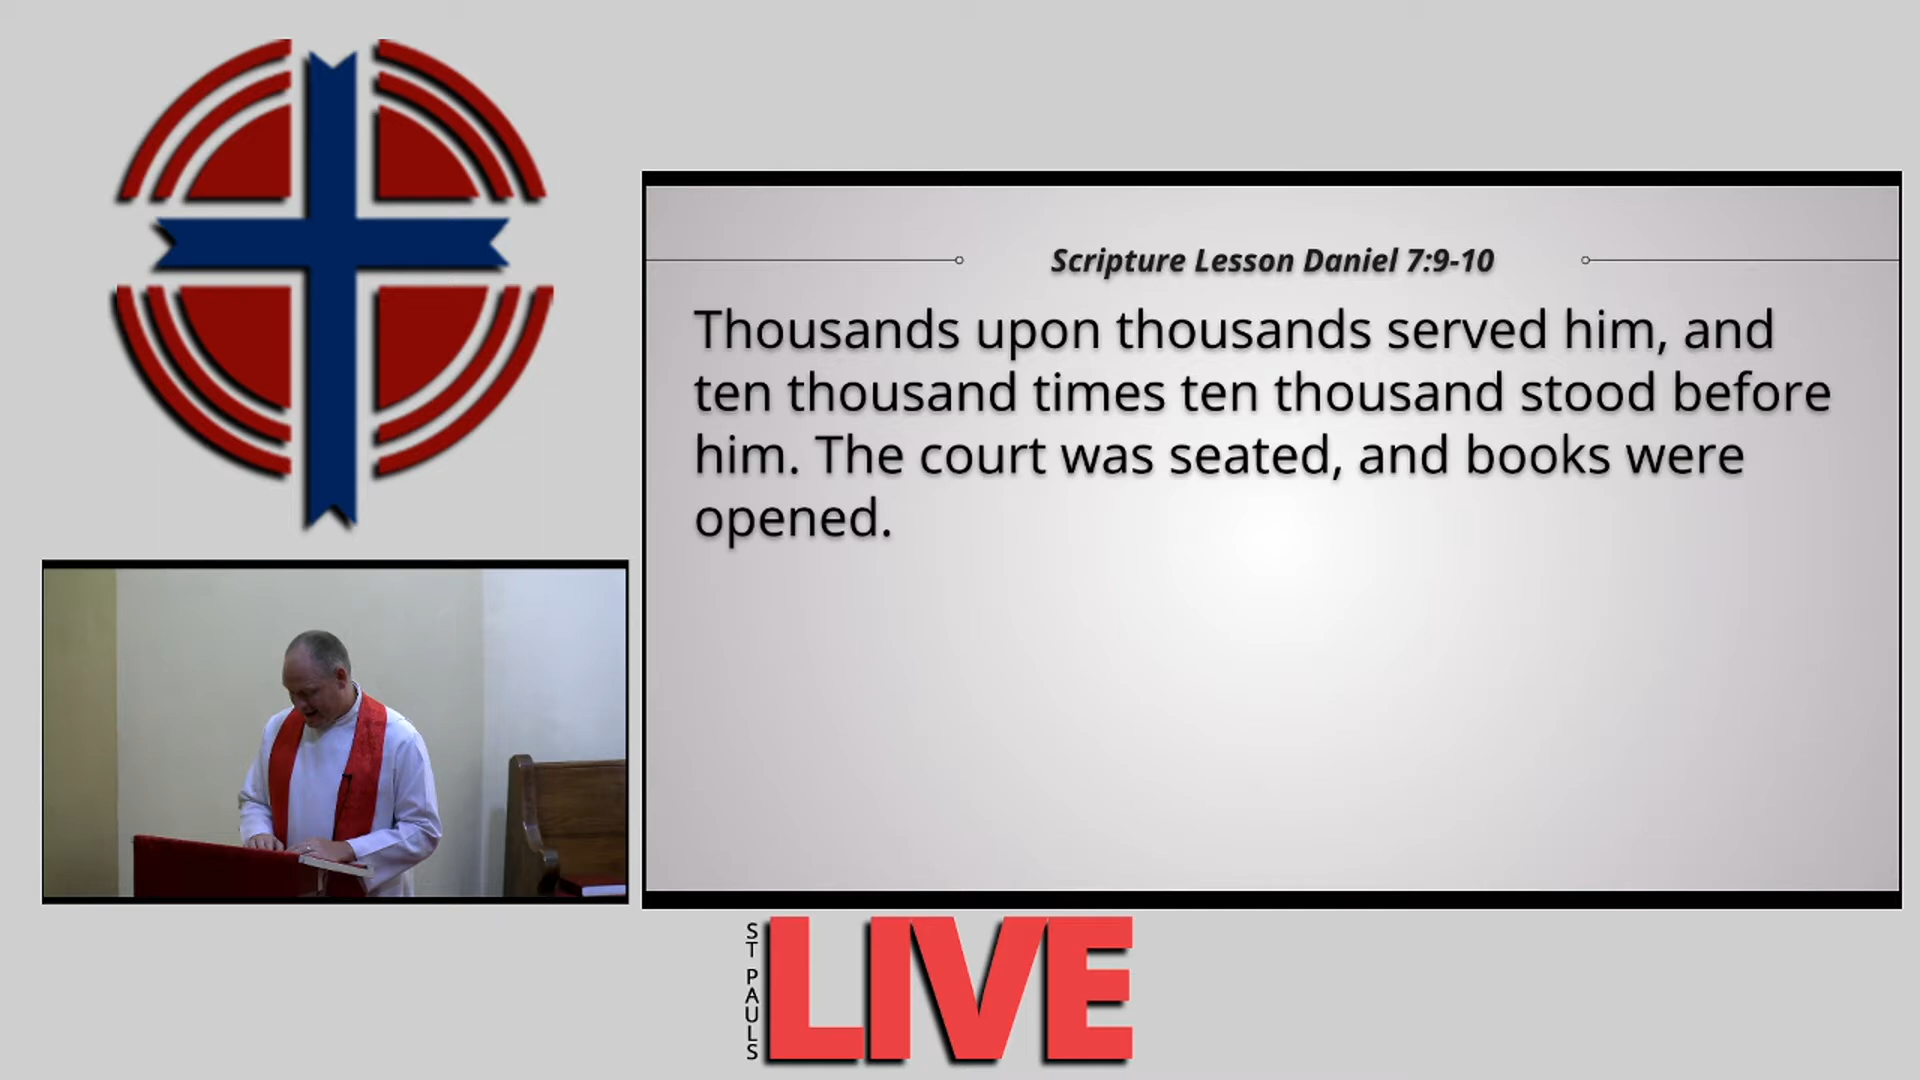 Scripture Lesson Daniel 7:9-10
Thousands upon thousands served him, and
ten thousand times ten thousand stood before
him. The court was seated, and books were
opened.
ST PAULS
LIVE